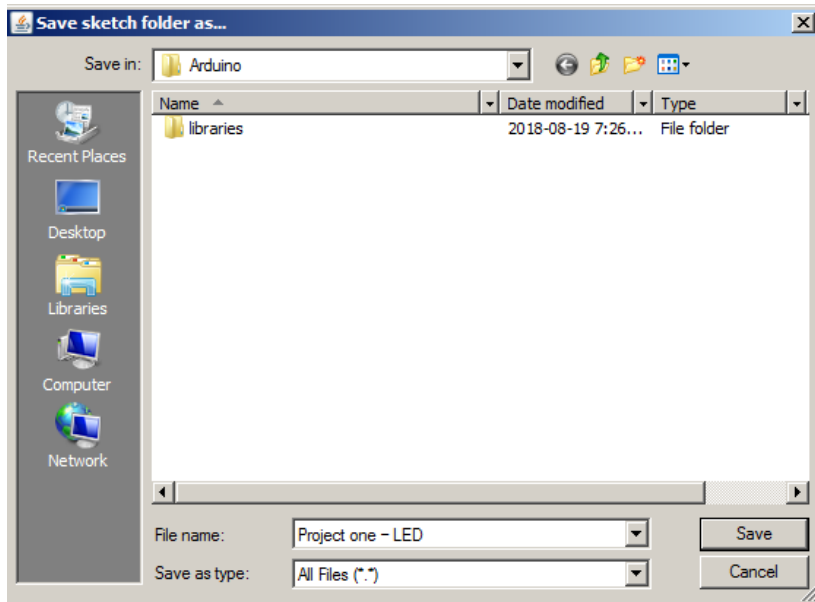 Save sketch folder as...
Save in: Arduino
Name Date modified Type
libraries 2018-08-19 7:26... File folder
Recent Places
Desktop
Libraries
Computer
Network
File name: Project one – LED Save
Save as type: All Files (*.*) Cancel